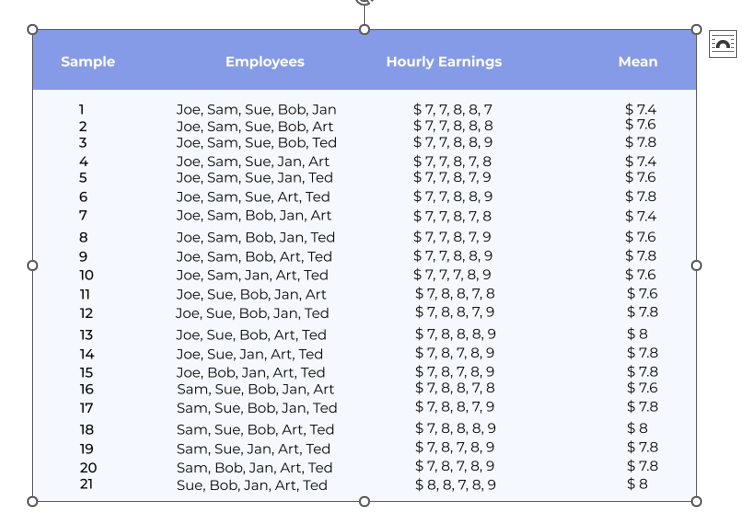 Sample Employees Hourly Earnings Mean
1 Joe, Sam, Sue, Bob, Jan $ 7, 7, 8, 8, 7 $ 7.4
2 Joe, Sam, Sue, Bob, Art $ 7, 7, 8, 8, 8 $ 7.6
3 Joe, Sam, Sue, Bob, Ted $ 7, 7, 8, 8, 9 $ 7.8
4 Joe, Sam, Sue, Jan, Art $ 7, 7, 8, 7, 8 $ 7.4
5 Joe, Sam, Sue, Jan, Ted $ 7, 7, 8, 7, 9 $ 7.6
6 Joe, Sam, Sue, Art, Ted $ 7, 7, 8, 8, 9 $ 7.8
7 Joe, Sam, Bob, Jan, Art $ 7, 7, 8, 7, 8 $ 7.4
8 Joe, Sam, Bob, Jan, Ted $ 7, 7, 8, 7, 9 $ 7.6
9 Joe, Sam, Bob, Art, Ted $ 7, 7, 8, 8, 9 $ 7.8
10 Joe, Sam, Jan, Art, Ted $ 7, 7, 7, 8, 9 $ 7.6
11 Joe, Sue, Bob, Jan, Art $ 7, 8, 8, 7, 8 $ 7.6
12 Joe, Sue, Bob, Jan, Ted $ 7, 8, 8, 7, 9 $ 7.8
13 Joe, Sue, Bob, Art, Ted $ 7, 8, 8, 8, 9 $ 8
14 Joe, Sue, Jan, Art, Ted $ 7, 8, 7, 8, 9 $ 7.8
15 Joe, Bob, Jan, Art, Ted $ 7, 8, 7, 8, 9 $ 7.8
16 Sam, Sue, Bob, Jan, Art $ 7, 8, 8, 7, 8 $ 7.6
17 Sam, Sue, Bob, Jan, Ted $ 7, 8, 8, 7, 9 $ 7.8
18 Sam, Sue, Bob, Art, Ted $ 7, 8, 8, 8, 9 $ 8
19 Sam, Sue, Jan, Art, Ted $ 7, 8, 7, 8, 9 $ 7.8
20 Sam, Bob, Jan, Art, Ted $ 7, 8, 7, 8, 9 $ 7.8
21 Sue, Bob, Jan, Art, Ted $ 8, 8, 7, 8, 9 $ 8